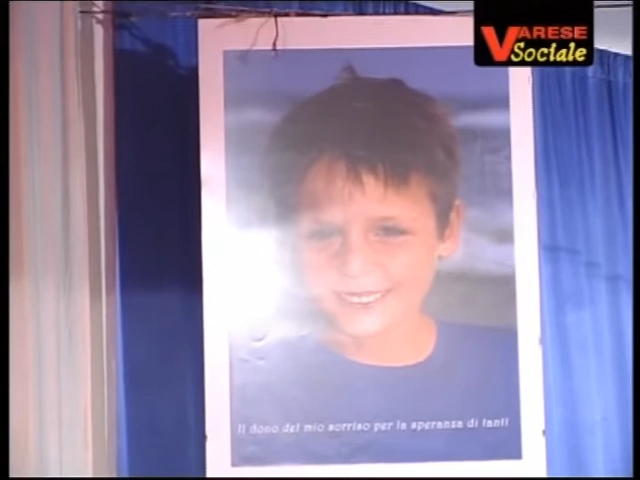 VARESE
Sociale
Il dono del mio sorriso per la speranza di tanti